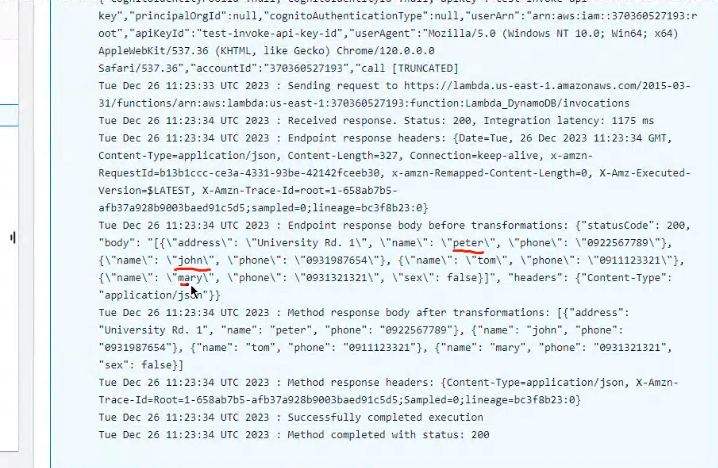 key","principalOrgId":null,"cognitoAuthenticationType":null,"userArn":"arn:aws:iam::370360527193:r
oot","apiKeyId":"test-invoke-api-key-id","userAgent":"Mozilla/5.0 (Windows NT 10.0; Win64; x64)
AppleWebKit/537.36 (KHTML, like Gecko) Chrome/120.0.0.0
Safari/537.36","accountId":"370360527193","call [TRUNCATED]
Tue Dec 26 11:23:33 UTC 2023 : Sending request to https://lambda.us-east-1.amazonaws.com/2015-03-
31/functions/arn:aws:lambda:us-east-1:370360527193:function:Lambda_DynamoDB/invocations
Tue Dec 26 11:23:34 UTC 2023 : Received response. Status: 200, Integration latency: 1175 ms
Tue Dec 26 11:23:34 UTC 2023 : Endpoint response headers: {Date=Tue, 26 Dec 2023 11:23:34 GMT,
Content-Type=application/json, Content-Length=327, Connection=keep-alive, x-amzn-
RequestId=b13b1ccc-ce3a-4331-93be-42142fceeb30, x-amzn-Remapped-Content-Length=0, X-Amz-Executed-
Version=$LATEST, X-Amzn-Trace-Id=root=1-658ab7b5-
afb37a928b9003baed91c5d5;sampled=0;lineage=bc3f8b23:0}
Tue Dec 26 11:23:34 UTC 2023 : Endpoint response body before transformations: {"statusCode": 200,
"body": "[{\"address\": \"University Rd. 1\", \"name\": \"peter\", \"phone\": \"0922567789\"},
{\"name\": \"john\", \"phone\": \"0931987654\"}, {\"name\": \"tom\", \"phone\": \"0911123321\"},
{\"name\": \"mary\", \"phone\": \"0931321321\", \"sex\": false}]", "headers": {"Content-Type":
"application/json"}}
Tue Dec 26 11:23:34 UTC 2023 : Method response body after transformations: [{"address":
"University Rd. 1", "name": "peter", "phone": "0922567789"}, {"name": "john", "phone":
"0931987654"}, {"name": "tom", "phone": "0911123321"}, {"name": "mary", "phone": "0931321321",
"sex": false}]
Tue Dec 26 11:23:34 UTC 2023 : Method response headers: {Content-Type=application/json, X-Amzn-
Trace-Id=Root=1-658ab7b5-afb37a928b9003baed91c5d5;Sampled=0;lineage=bc3f8b23:0}
Tue Dec 26 11:23:34 UTC 2023 : Successfully completed execution
Tue Dec 26 11:23:34 UTC 2023 : Method completed with status: 200